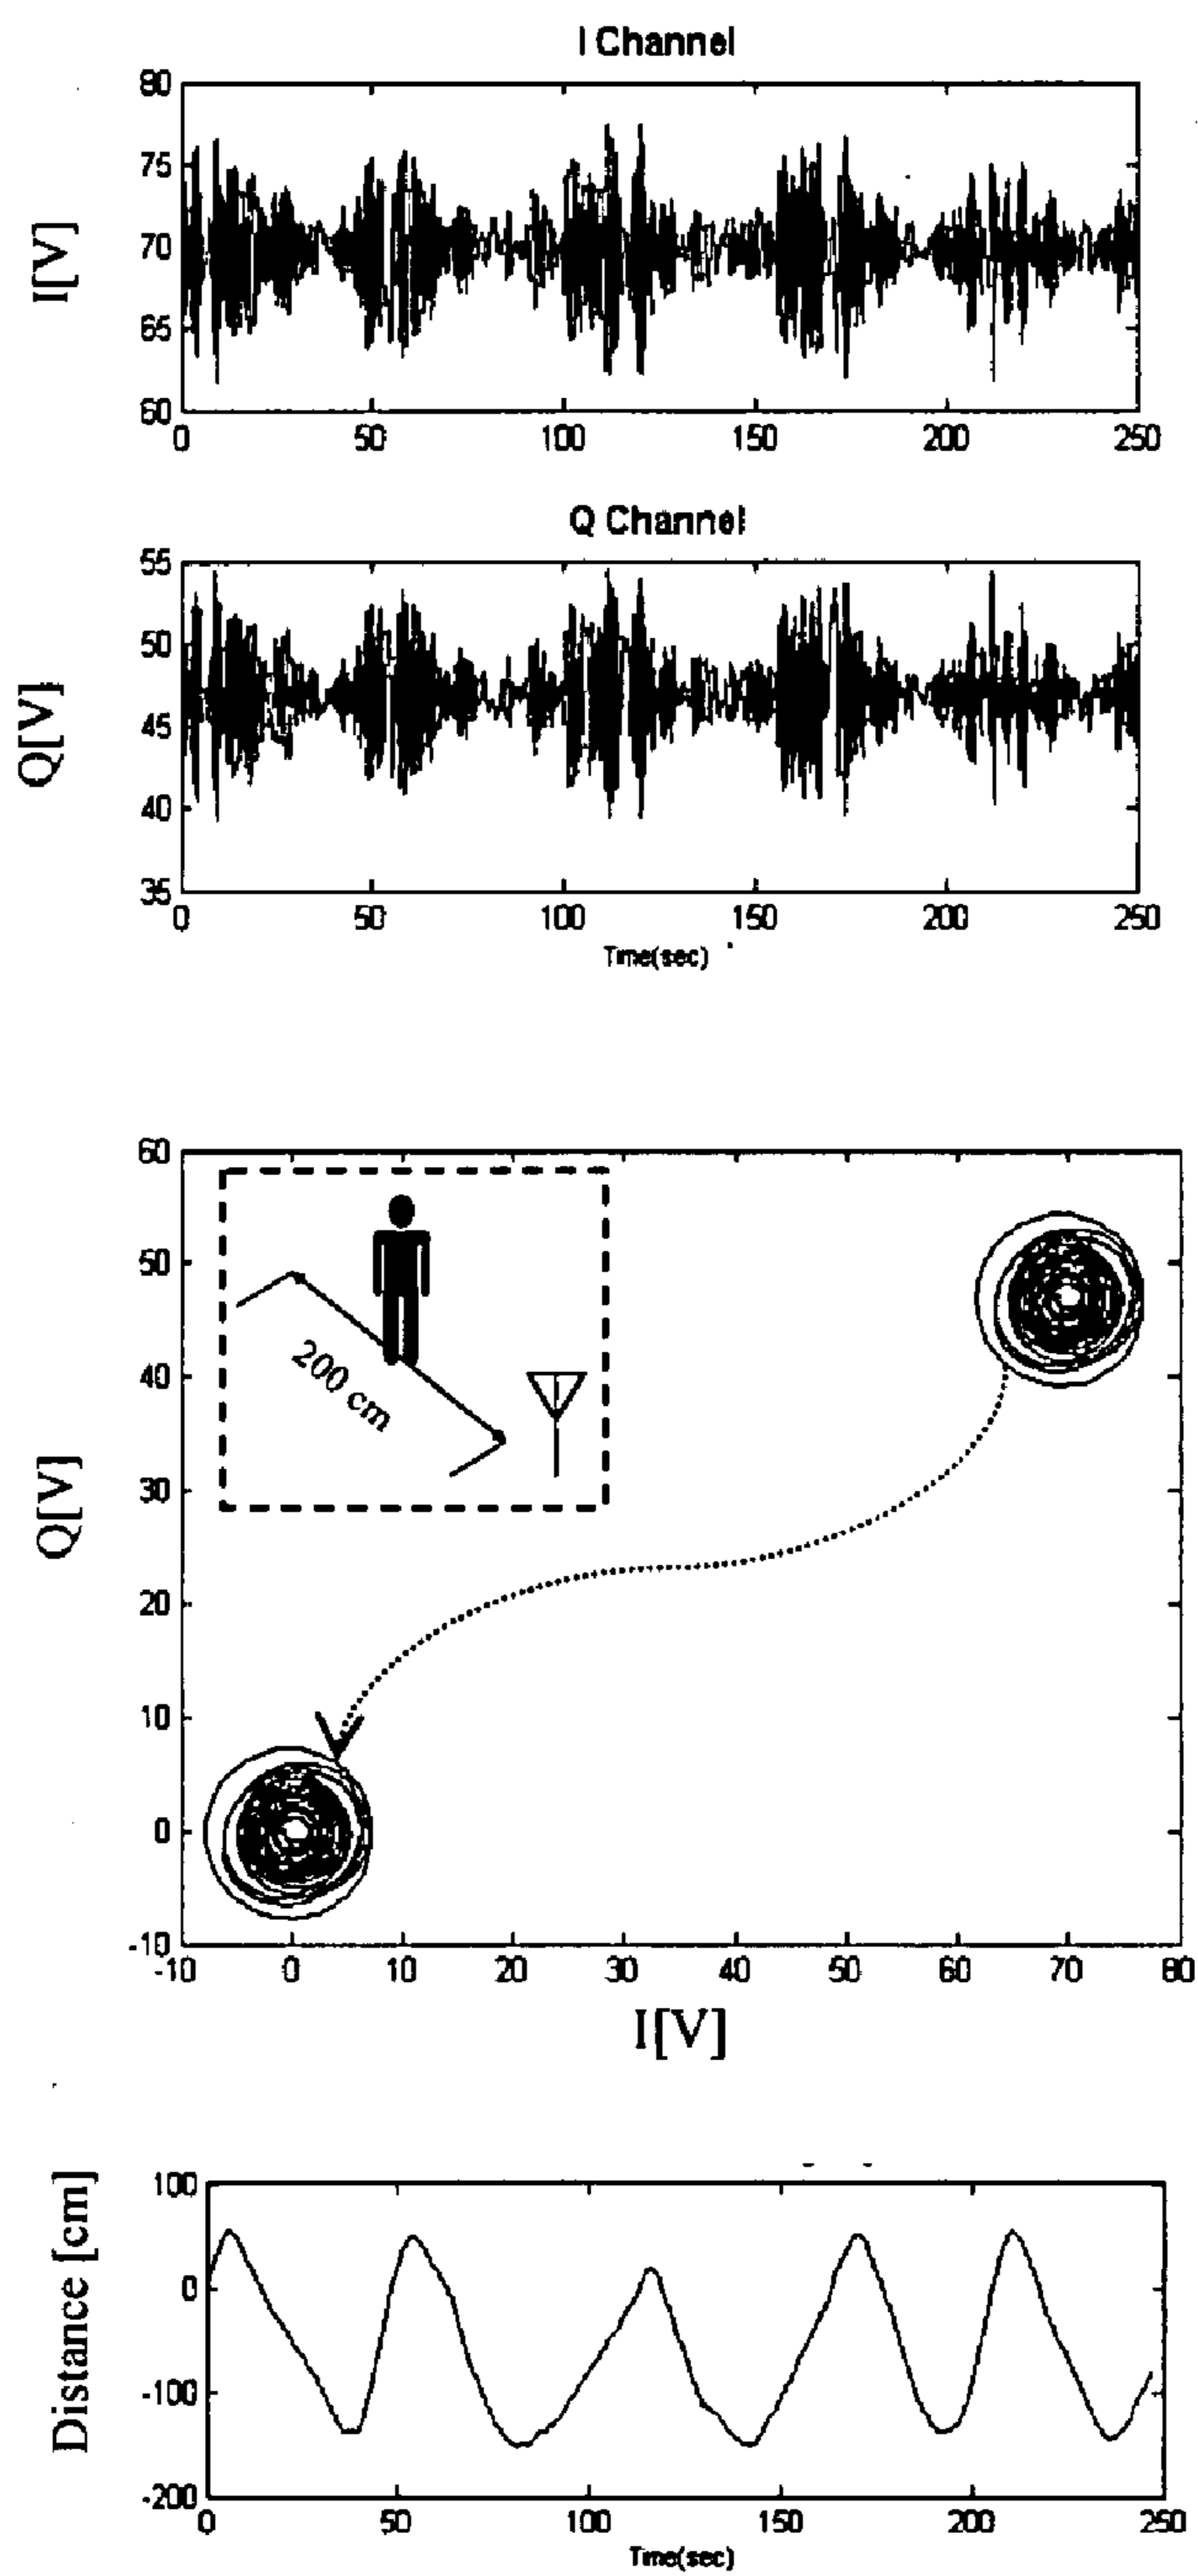 I Channel
80
75
70
65
60
I[V]
0 50 100 150 200 250
Q Channel
55
50
45
40
35
Q[V]
0 50 100 150 200 250
Time(sec)
60
50
40
30
20
10
0
-10
Q[V]
200 cm
-10 0 10 20 30 40 50 60 70 80
I[V]
100
0
-100
-200
Distance [cm]
0 50 100 150 200 250
Time(sec)